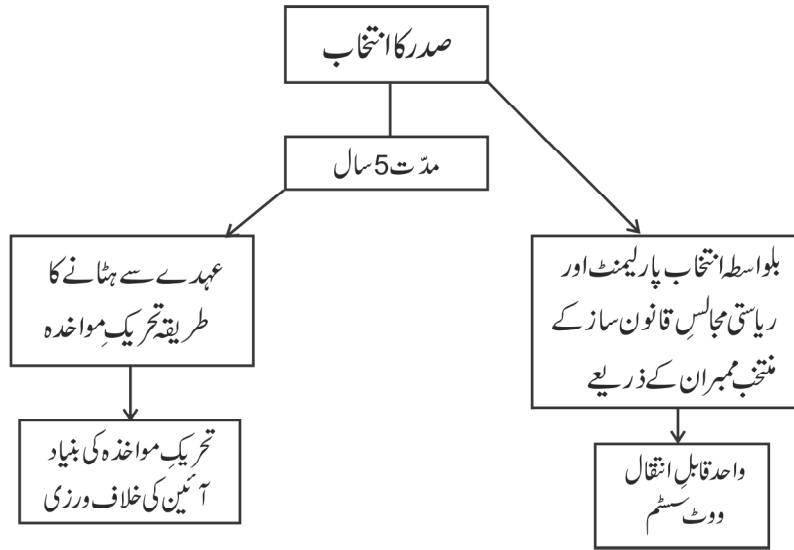 صدر کا انتخاب
مدّت 5 سال
بلواسطہ انتخاب پارلیمنٹ اور
ریاستی مجالسِ قانون ساز کے
منتخب ممبران کے ذریعے
واحد قابلِ انتقال
ووٹ سسٹم
عہدے سے ہٹانے کا
طریقہ تحریکِ مواخدہ
تحریکِ مواخذہ کی بنیاد
آئین کی خلاف ورزی